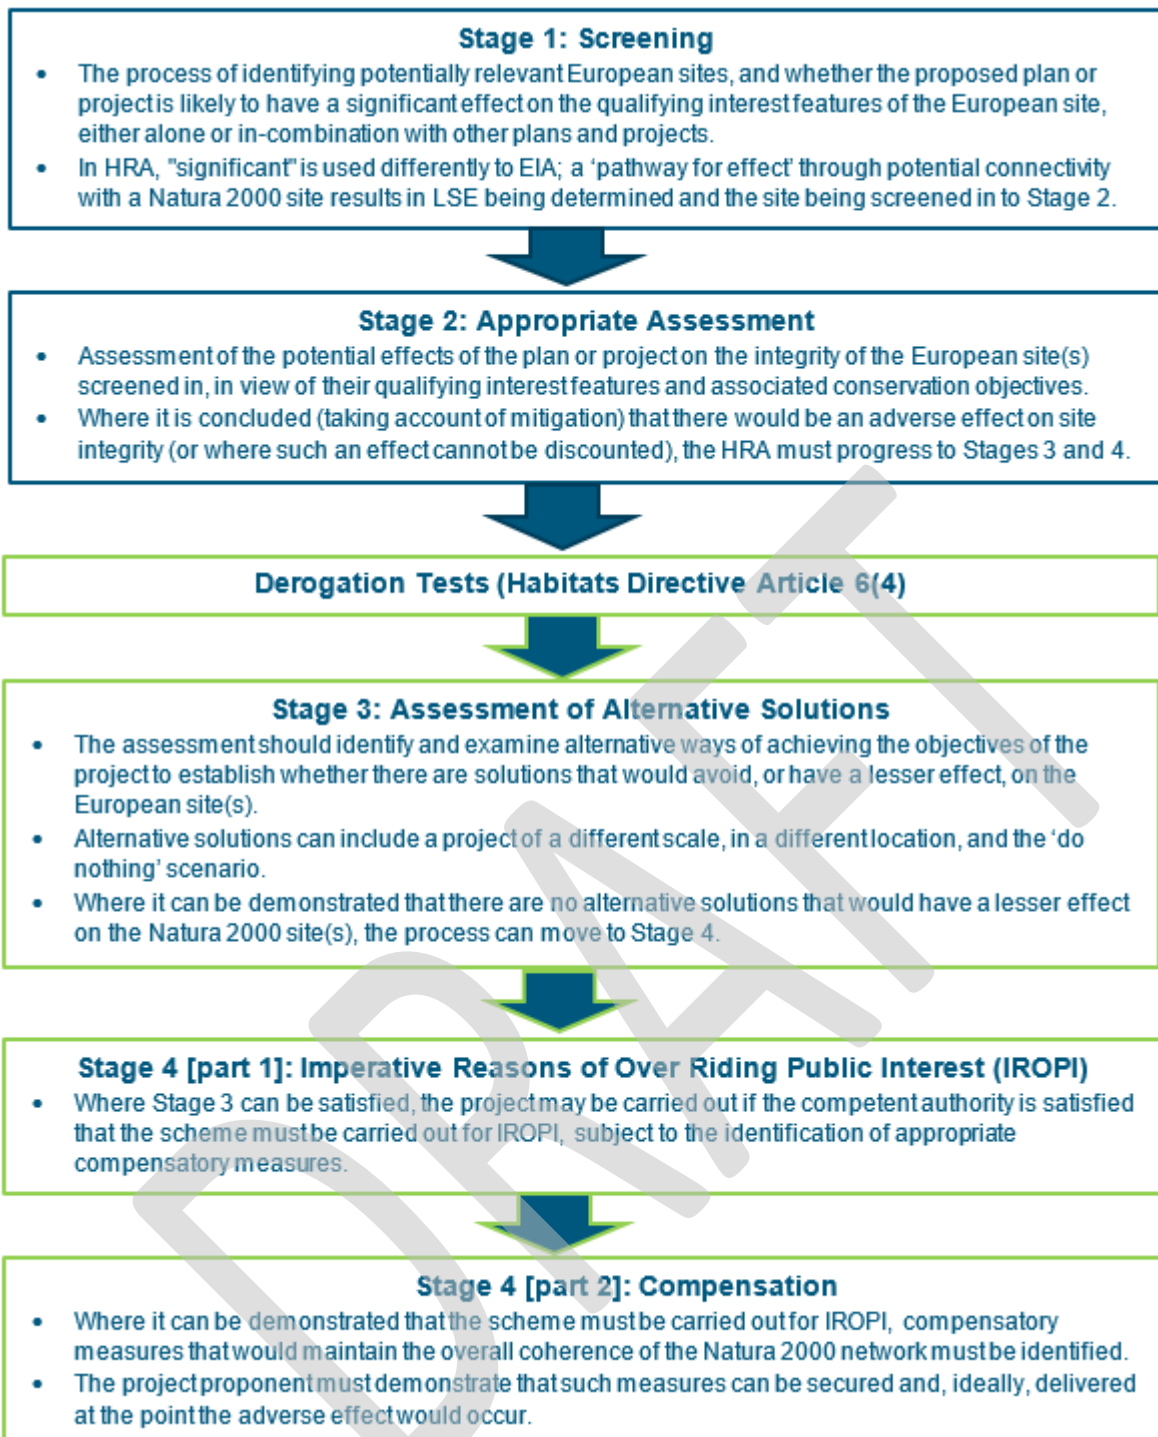 Stage 1: Screening
• The process of identifying potentially relevant European sites, and whether the proposed plan or
project is likely to have a significant effect on the qualifying interest features of the European site,
either alone or in-combination with other plans and projects.
• In HRA, "significant" is used differently to EIA; a ‘pathway for effect’ through potential connectivity
with a Natura 2000 site results in LSE being determined and the site being screened in to Stage 2.
Stage 2: Appropriate Assessment
• Assessment of the potential effects of the plan or project on the integrity of the European site(s)
screened in, in view of their qualifying interest features and associated conservation objectives.
• Where it is concluded (taking account of mitigation) that there would be an adverse effect on site
integrity (or where such an effect cannot be discounted), the HRA must progress to Stages 3 and 4.
Derogation Tests (Habitats Directive Article 6(4)
Stage 3: Assessment of Alternative Solutions
• The assessment should identify and examine alternative ways of achieving the objectives of the
project to establish whether there are solutions that would avoid, or have a lesser effect, on the
European site(s).
• Alternative solutions can include a project of a different scale, in a different location, and the ‘do
nothing’ scenario.
• Where it can be demonstrated that there are no alternative solutions that would have a lesser effect
on the Natura 2000 site(s), the process can move to Stage 4.
Stage 4 [part 1]: Imperative Reasons of Over Riding Public Interest (IROPI)
• Where Stage 3 can be satisfied, the project may be carried out if the competent authority is satisfied
that the scheme must be carried out for IROPI, subject to the identification of appropriate
compensatory measures.
Stage 4 [part 2]: Compensation
• Where it can be demonstrated that the scheme must be carried out for IROPI, compensatory
measures that would maintain the overall coherence of the Natura 2000 network must be identified.
• The project proponent must demonstrate that such measures can be secured and, ideally, delivered
at the point the adverse effect would occur.
DRAFT